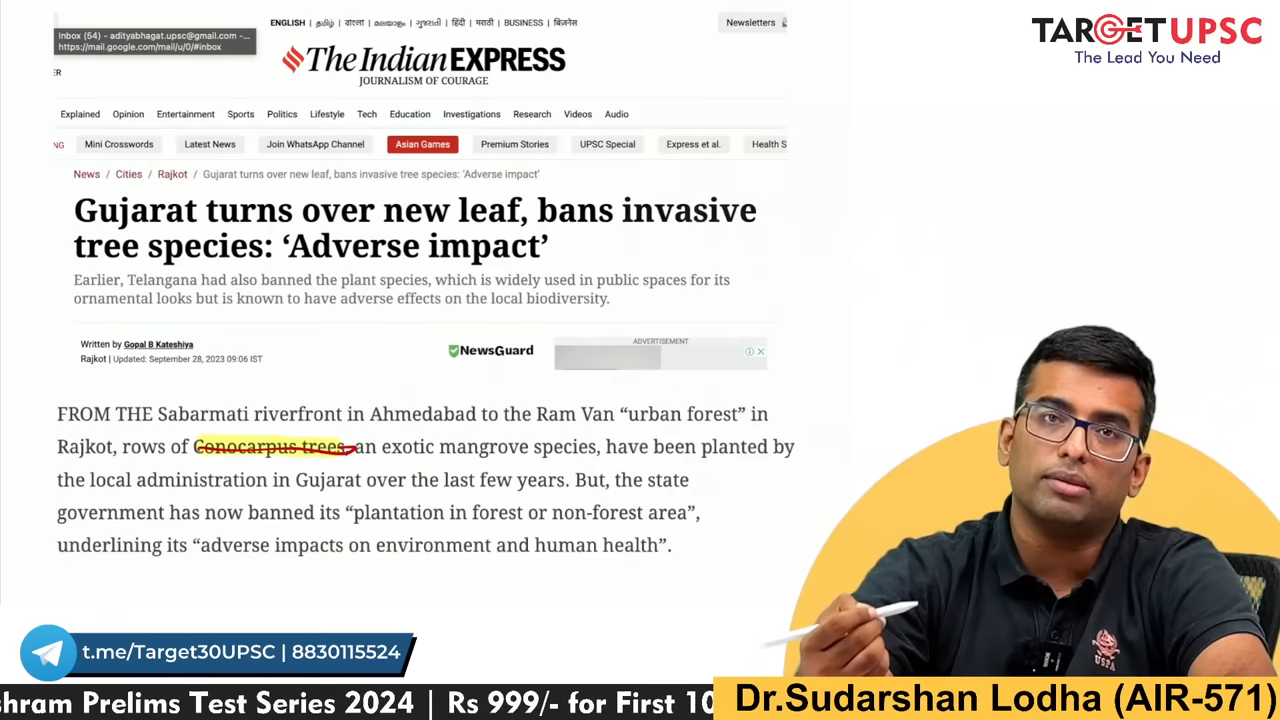 ENGLISH | தமிழ் | বাংলা | മലയാളം | ગુજરાતી | हिंदी | मराठी | BUSINESS | बिज़नेस
Newsletters
Inbox (54) - adityabhagat.upsc@gmail.com -...
https://mail.google.com/mail/u/0/#inbox
ER
The Indian EXPRESS
JOURNALISM OF COURAGE
TARGET UPSC
The Lead You Need
Explained Opinion Entertainment Sports Politics Lifestyle Tech Education Investigations Research Videos Audio
NG Mini Crosswords Latest News Join WhatsApp Channel Asian Games Premium Stories UPSC Special Express et al. Health S
News / Cities / Rajkot / Gujarat turns over new leaf, bans invasive tree species: ‘Adverse impact’
Gujarat turns over new leaf, bans invasive
tree species: ‘Adverse impact’
Earlier, Telangana had also banned the plant species, which is widely used in public spaces for its
ornamental looks but is known to have adverse effects on the local biodiversity.
Written by Gopal B Kateshiya
Rajkot | Updated: September 28, 2023 09:06 IST
NewsGuard
ADVERTISEMENT
FROM THE Sabarmati riverfront in Ahmedabad to the Ram Van “urban forest” in
Rajkot, rows of Conocarpus trees, an exotic mangrove species, have been planted by
the local administration in Gujarat over the last few years. But, the state
government has now banned its “plantation in forest or non-forest area”,
underlining its “adverse impacts on environment and human health”.
USPA
t.me/Target30UPSC | 8830115524
shram Prelims Test Series 2024 | Rs 999/- for First 10
Dr.Sudarshan Lodha (AIR-571)